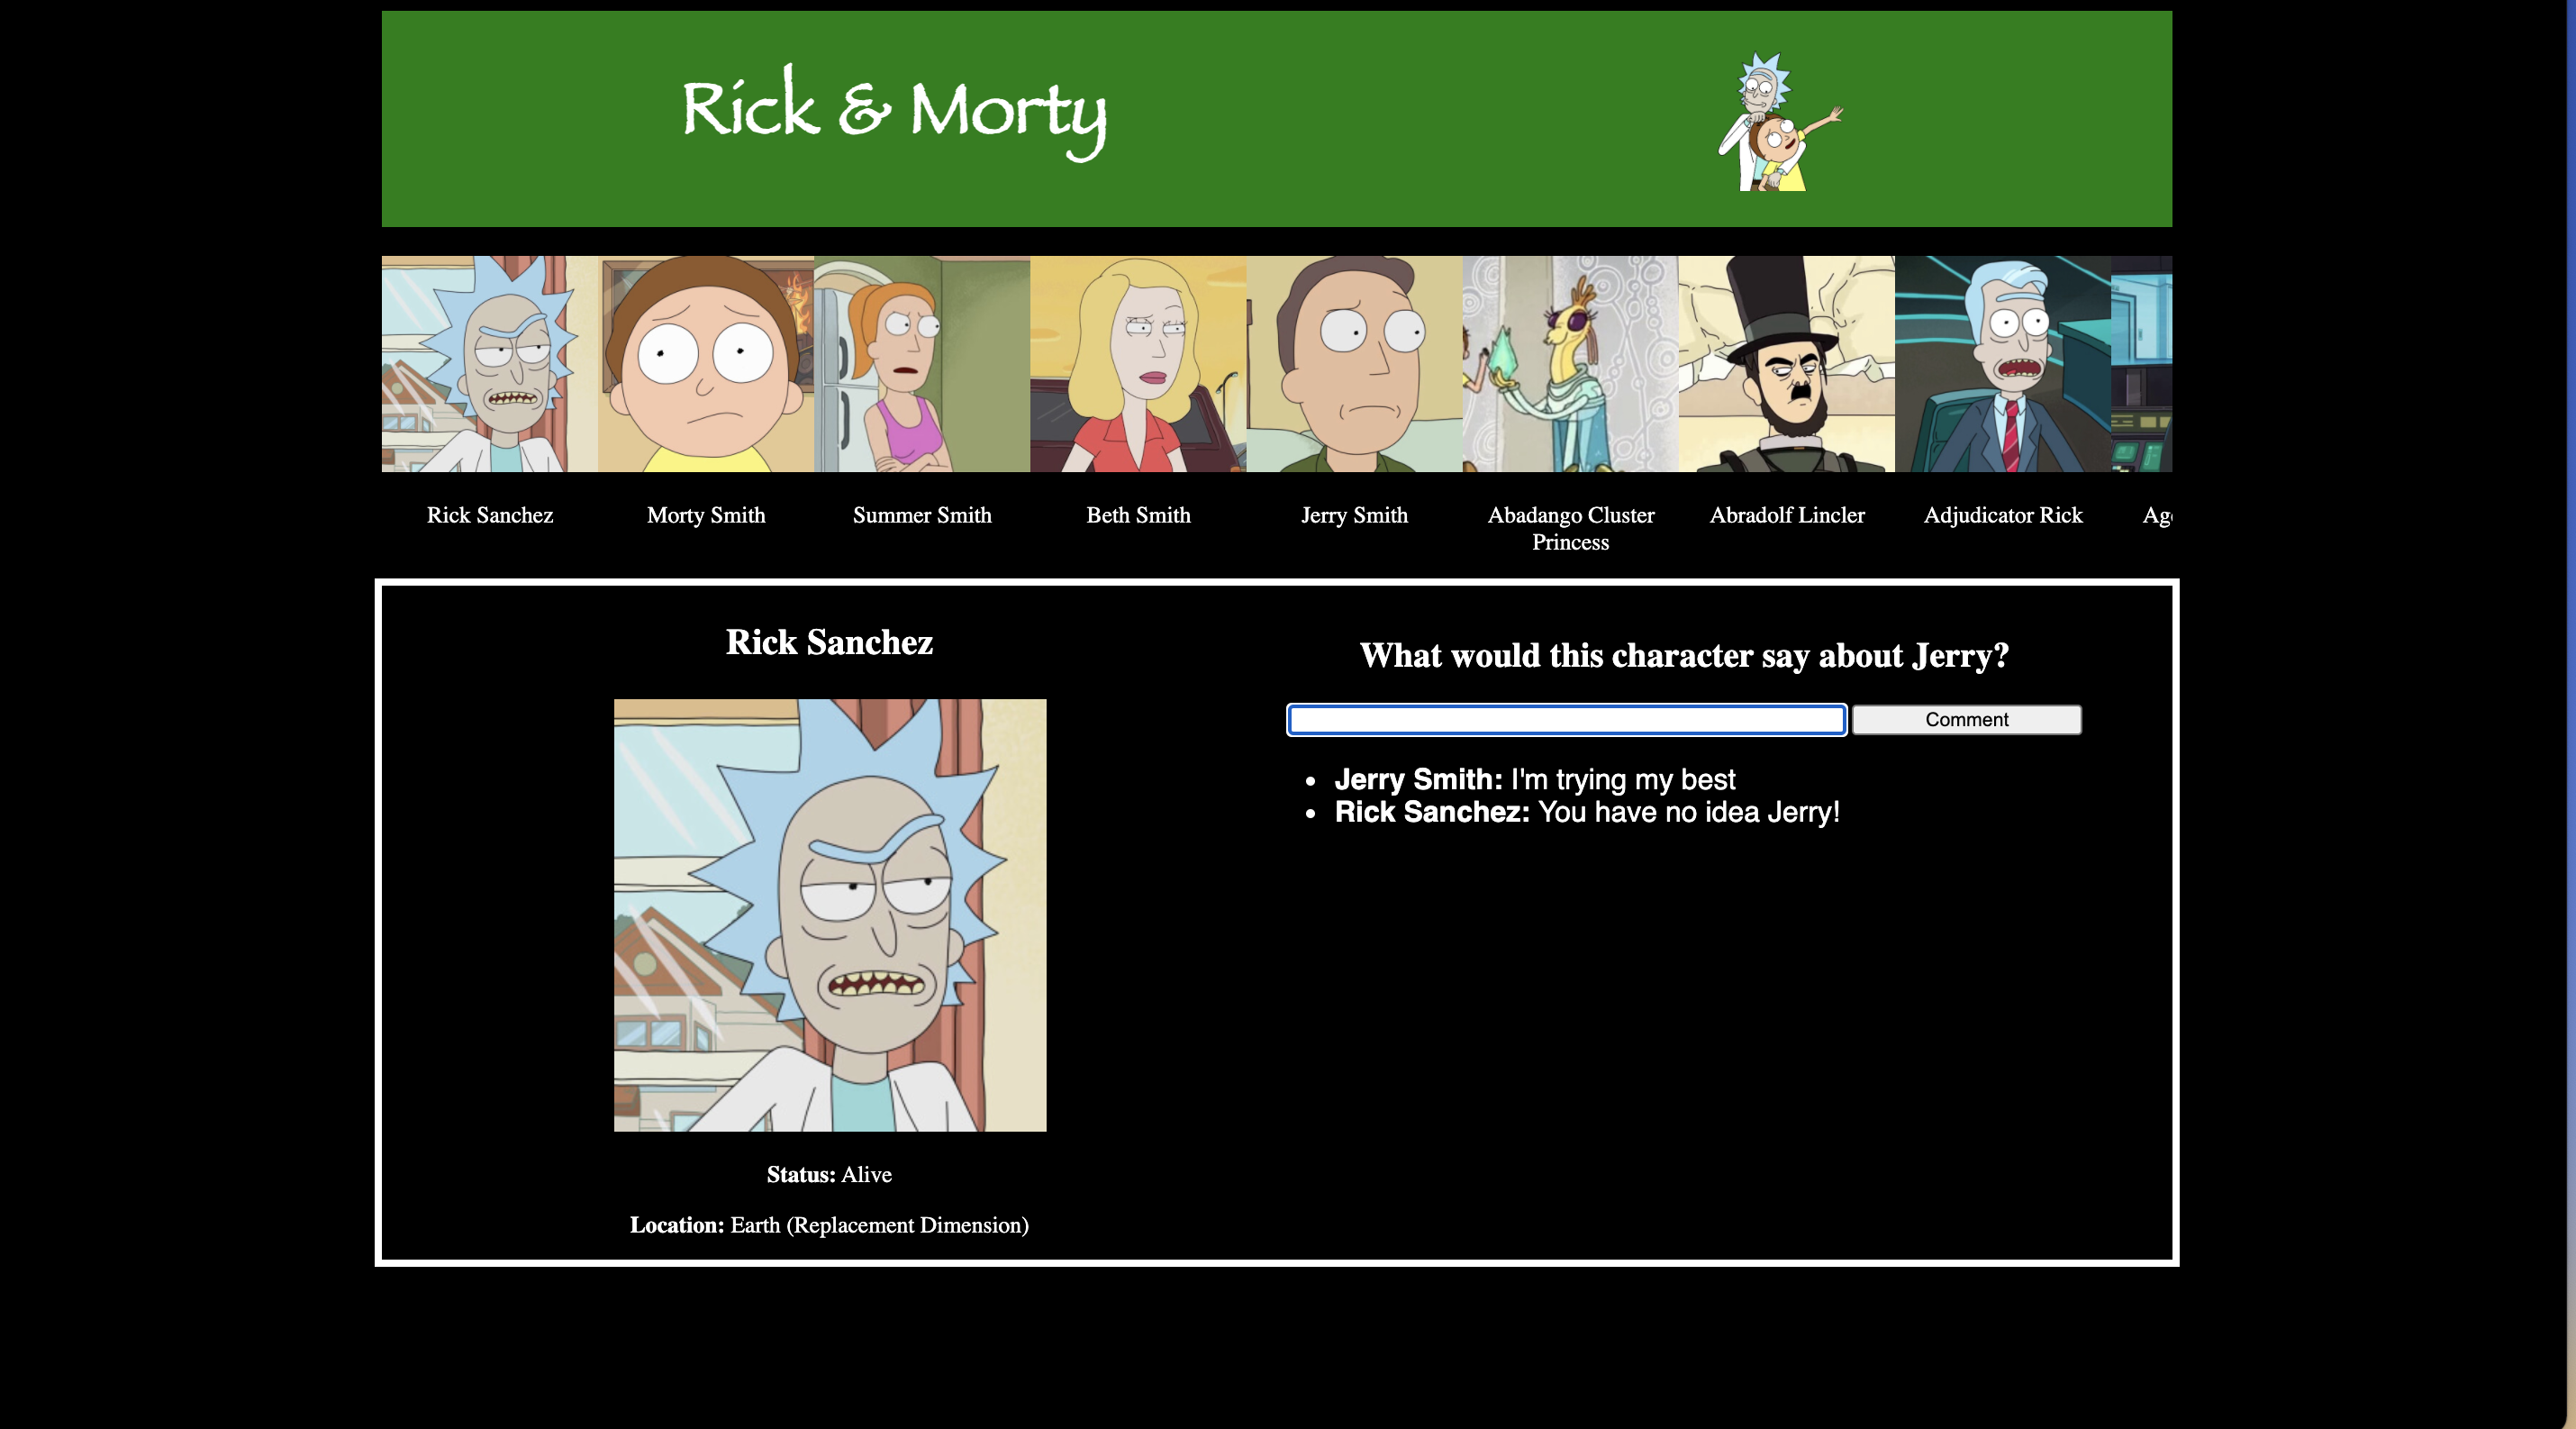 Rick & Morty
Rick Sanchez
Morty Smith
Summer Smith
Beth Smith
Jerry Smith
Abadango Cluster
Princess
Abradolf Lincler
Adjudicator Rick
Rick Sanchez
Status: Alive
Location: Earth (Replacement Dimension)
What would this character say about Jerry?
Comment
Jerry Smith: I'm trying my best
Rick Sanchez: You have no idea Jerry!